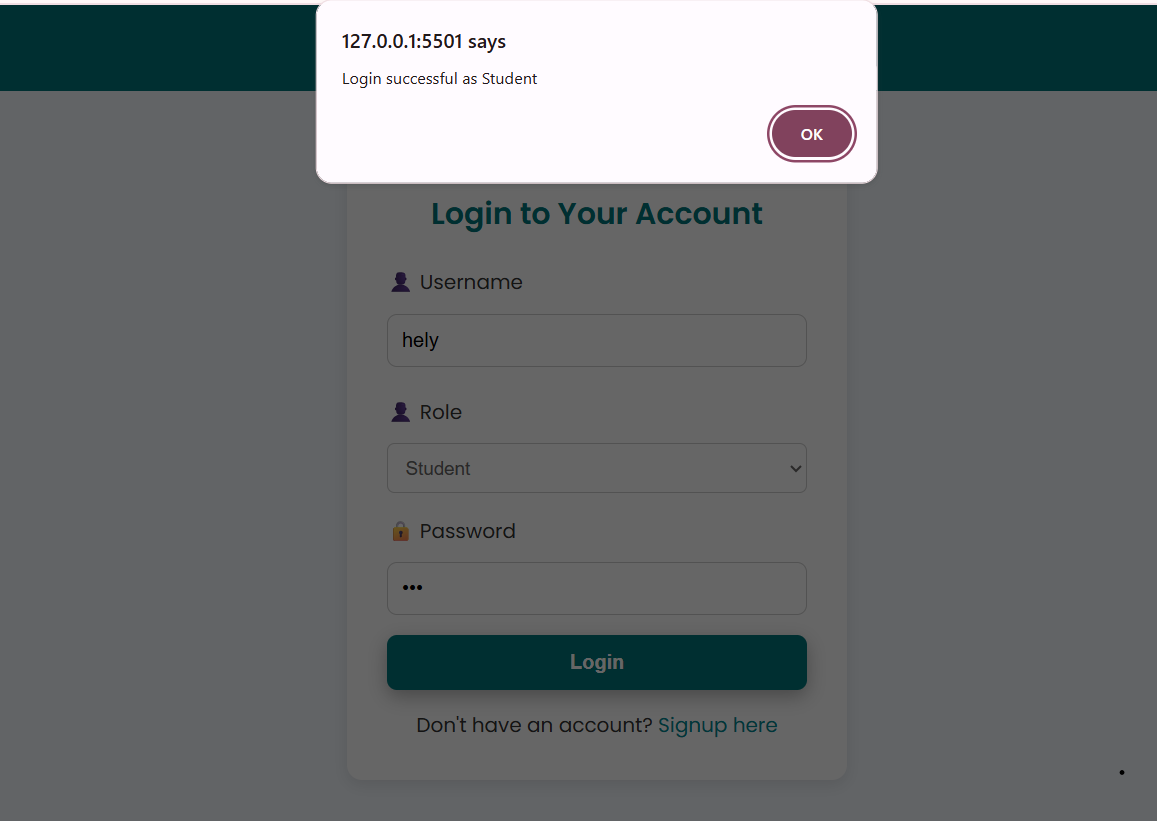 127.0.0.1:5501 says
Login successful as Student
OK
Login to Your Account
Username
hely
Role
Student
Password
•••
Login
Don't have an account? Signup here